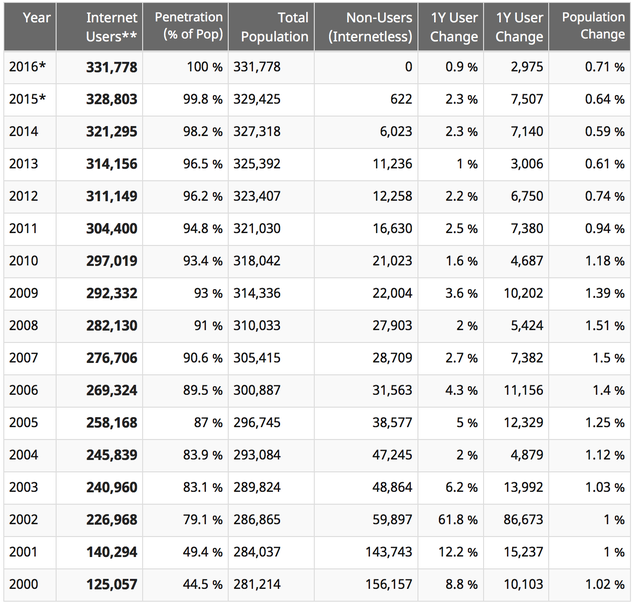 Year Internet Users** Penetration (% of Pop) Total Population Non-Users (Internetless) 1Y User Change 1Y User Change Population Change
2016* 331,778 100 % 331,778 0 0.9 % 2,975 0.71 %
2015* 328,803 99.8 % 329,425 622 2.3 % 7,507 0.64 %
2014 321,295 98.2 % 327,318 6,023 2.3 % 7,140 0.59 %
2013 314,156 96.5 % 325,392 11,236 1 % 3,006 0.61 %
2012 311,149 96.2 % 323,407 12,258 2.2 % 6,750 0.74 %
2011 304,400 94.8 % 321,030 16,630 2.5 % 7,380 0.94 %
2010 297,019 93.4 % 318,042 21,023 1.6 % 4,687 1.18 %
2009 292,332 93 % 314,336 22,004 3.6 % 10,202 1.39 %
2008 282,130 91 % 310,033 27,903 2 % 5,424 1.51 %
2007 276,706 90.6 % 305,415 28,709 2.7 % 7,382 1.5 %
2006 269,324 89.5 % 300,887 31,563 4.3 % 11,156 1.4 %
2005 258,168 87 % 296,745 38,577 5 % 12,329 1.25 %
2004 245,839 83.9 % 293,084 47,245 2 % 4,879 1.12 %
2003 240,960 83.1 % 289,824 48,864 6.2 % 13,992 1.03 %
2002 226,968 79.1 % 286,865 59,897 61.8 % 86,673 1 %
2001 140,294 49.4 % 284,037 143,743 12.2 % 15,237 1 %
2000 125,057 44.5 % 281,214 156,157 8.8 % 10,103 1.02 %